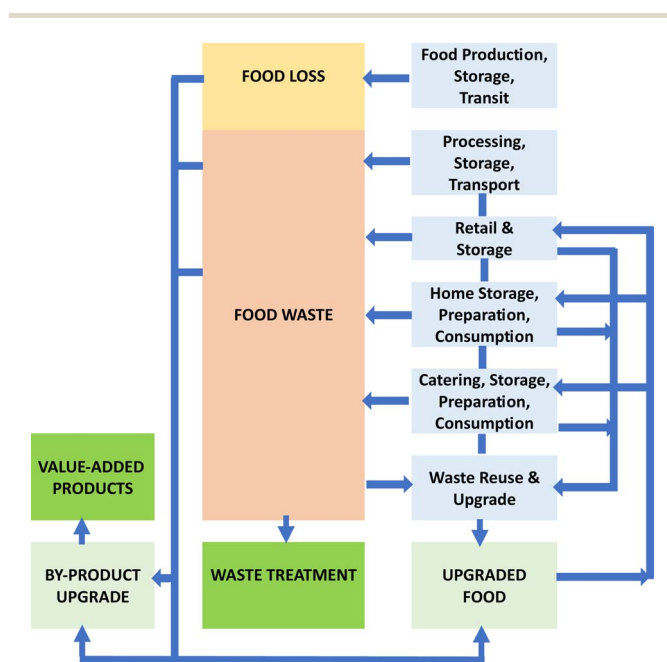 FOOD LOSS
Food Production,
Storage,
Transit
Processing,
Storage,
Transport
Retail &
Storage
FOOD WASTE
Home Storage,
Preparation,
Consumption
Catering, Storage,
Preparation,
Consumption
VALUE-ADDED
PRODUCTS
Waste Reuse &
Upgrade
BY-PRODUCT
UPGRADE
WASTE TREATMENT
UPGRADED
FOOD